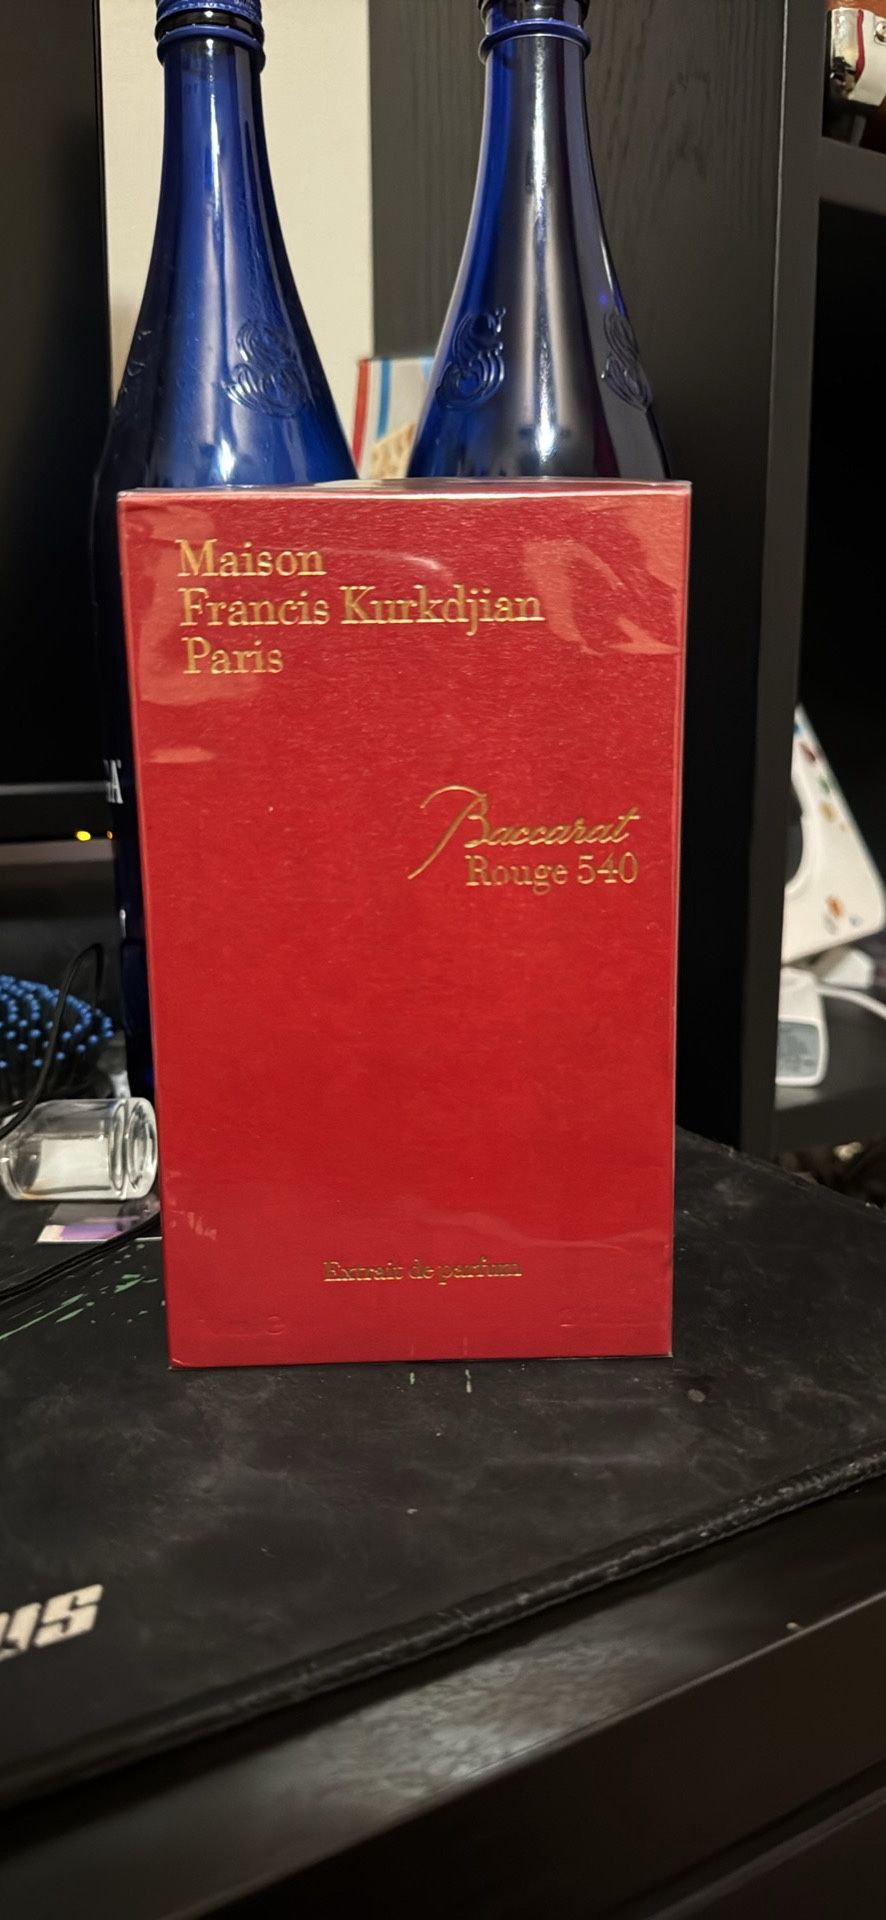 Maison
Francis Kurkdjian
Paris
Baccarat
Rouge 540
Extrait de parfum